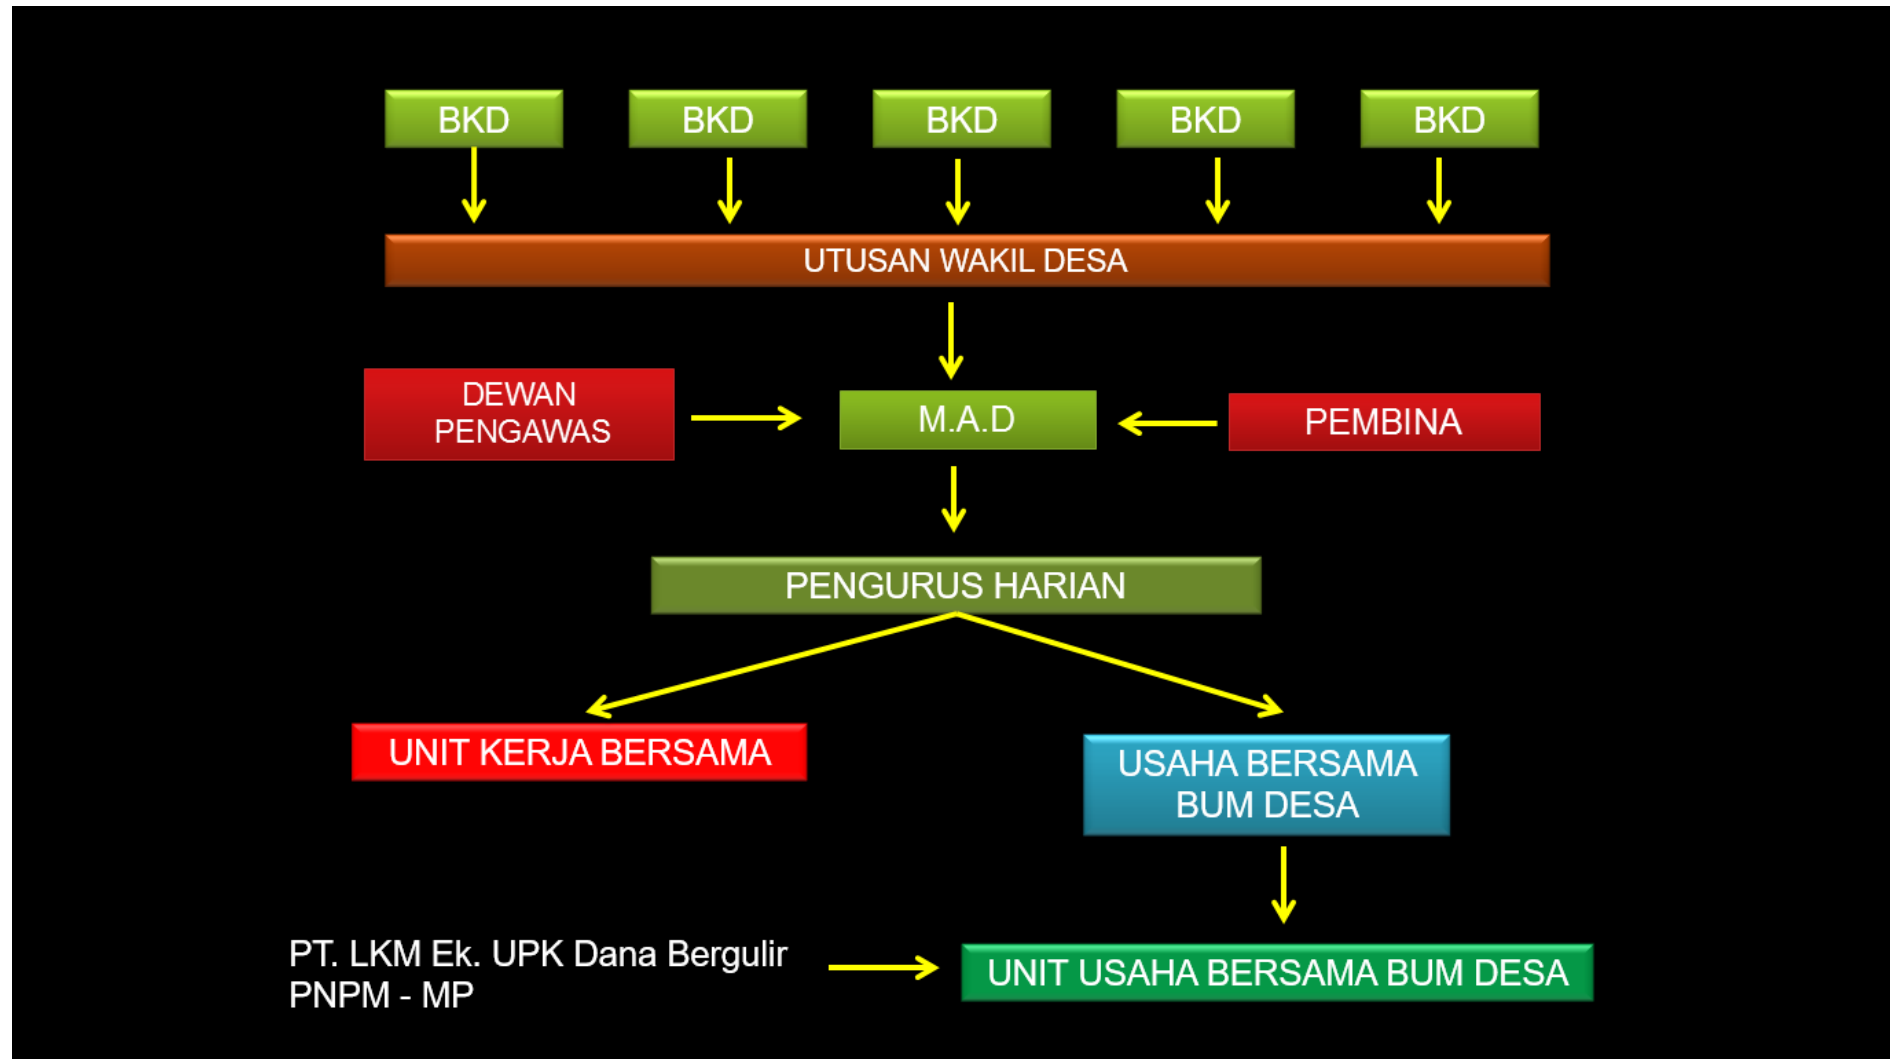 BKD
BKD
BKD
BKD
BKD
UTUSAN WAKIL DESA
DEWAN
PENGAWAS
M.A.D
PEMBINA
PENGURUS HARIAN
UNIT KERJA BERSAMA
USAHA BERSAMA
BUM DESA
PT. LKM Ek. UPK Dana Bergulir
PNPM - MP
UNIT USAHA BERSAMA BUM DESA